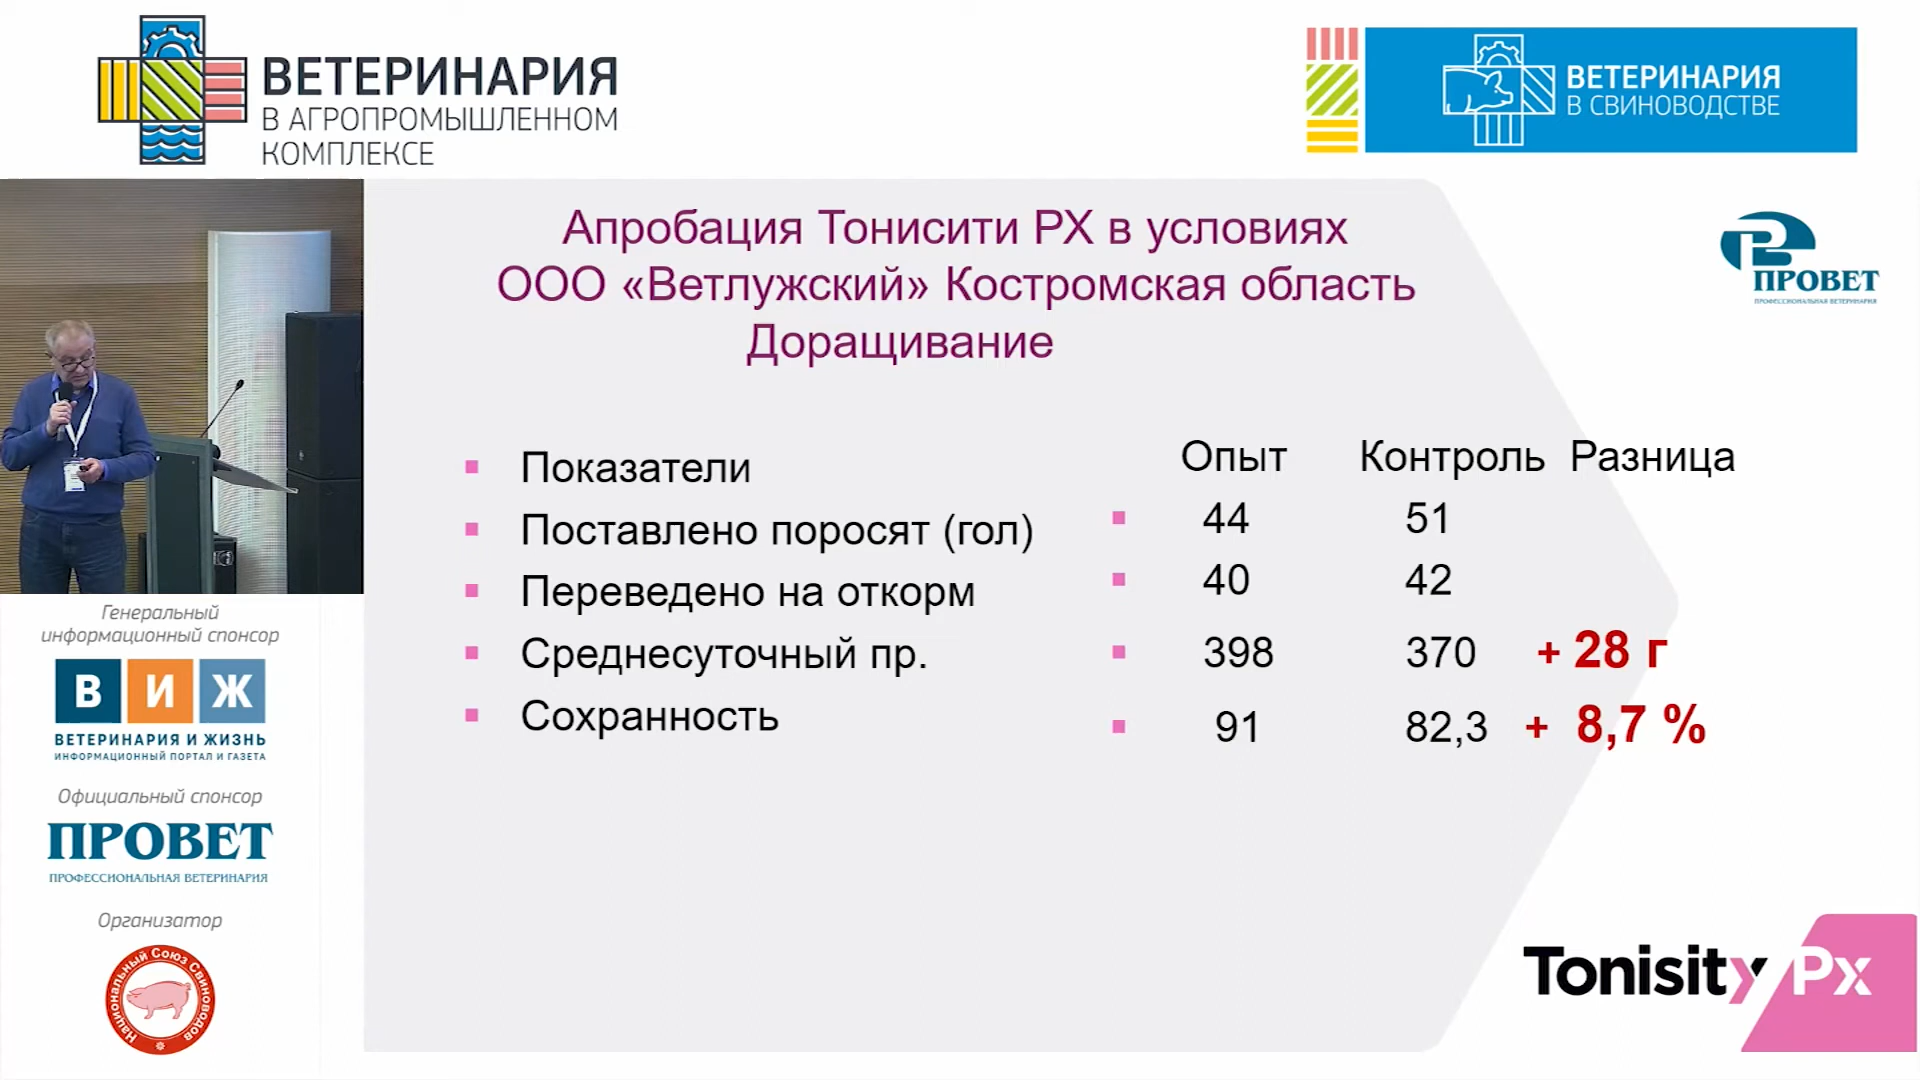 ВЕТЕРИНАРИЯ
В АГРОПРОМЫШЛЕННОМ
КОМПЛЕКСЕ
ВЕТЕРИНАРИЯ
В СВИНОВОДСТВЕ
Апробация Тонисити РХ в условиях
ООО «Ветлужский» Костромская область
Доращивание
ПРОВЕТ
ПРОФЕССИОНАЛЬНАЯ ВЕТЕРИНАРИЯ
Показатели Опыт Контроль Разница
Поставлено поросят (гол) 44 51
Переведено на откорм 40 42
Среднесуточный пр. 398 370 + 28 г
Сохранность 91 82,3 + 8,7 %
Генеральный
информационный спонсор
В И Ж
ВЕТЕРИНАРИЯ И ЖИЗНЬ
ИНФОРМАЦИОННЫЙ ПОРТАЛ И ГАЗЕТА
Официальный спонсор
ПРОВЕТ
ПРОФЕССИОНАЛЬНАЯ ВЕТЕРИНАРИЯ
Организатор
Национальный Союз Свиноводов
Tonisity Px